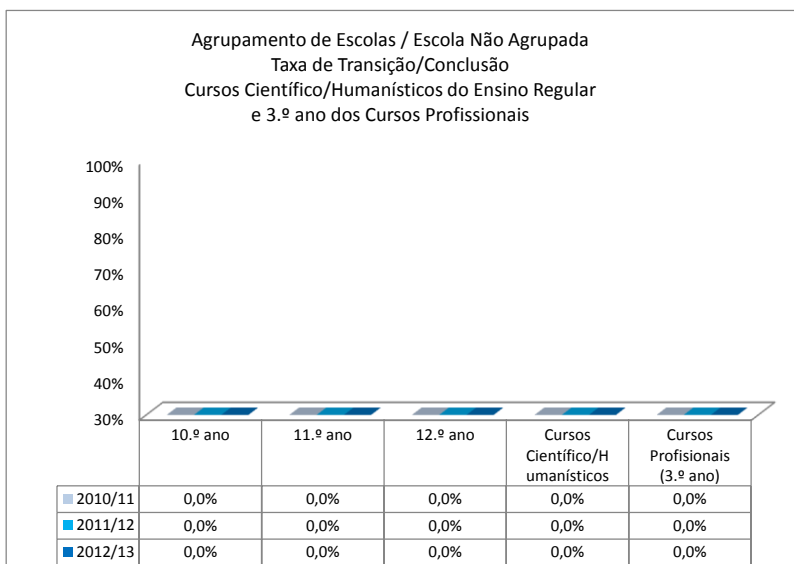 Agrupamento de Escolas / Escola Não Agrupada
Taxa de Transição/Conclusão
Cursos Científico/Humanísticos do Ensino Regular
e 3.º ano dos Cursos Profissionais
100%
90%
80%
70%
60%
50%
40%
30%
10.º ano 11.º ano 12.º ano Cursos Científico/H umanísticos Cursos Profisionais (3.º ano)
2010/11 0,0% 0,0% 0,0% 0,0% 0,0%
2011/12 0,0% 0,0% 0,0% 0,0% 0,0%
2012/13 0,0% 0,0% 0,0% 0,0% 0,0%